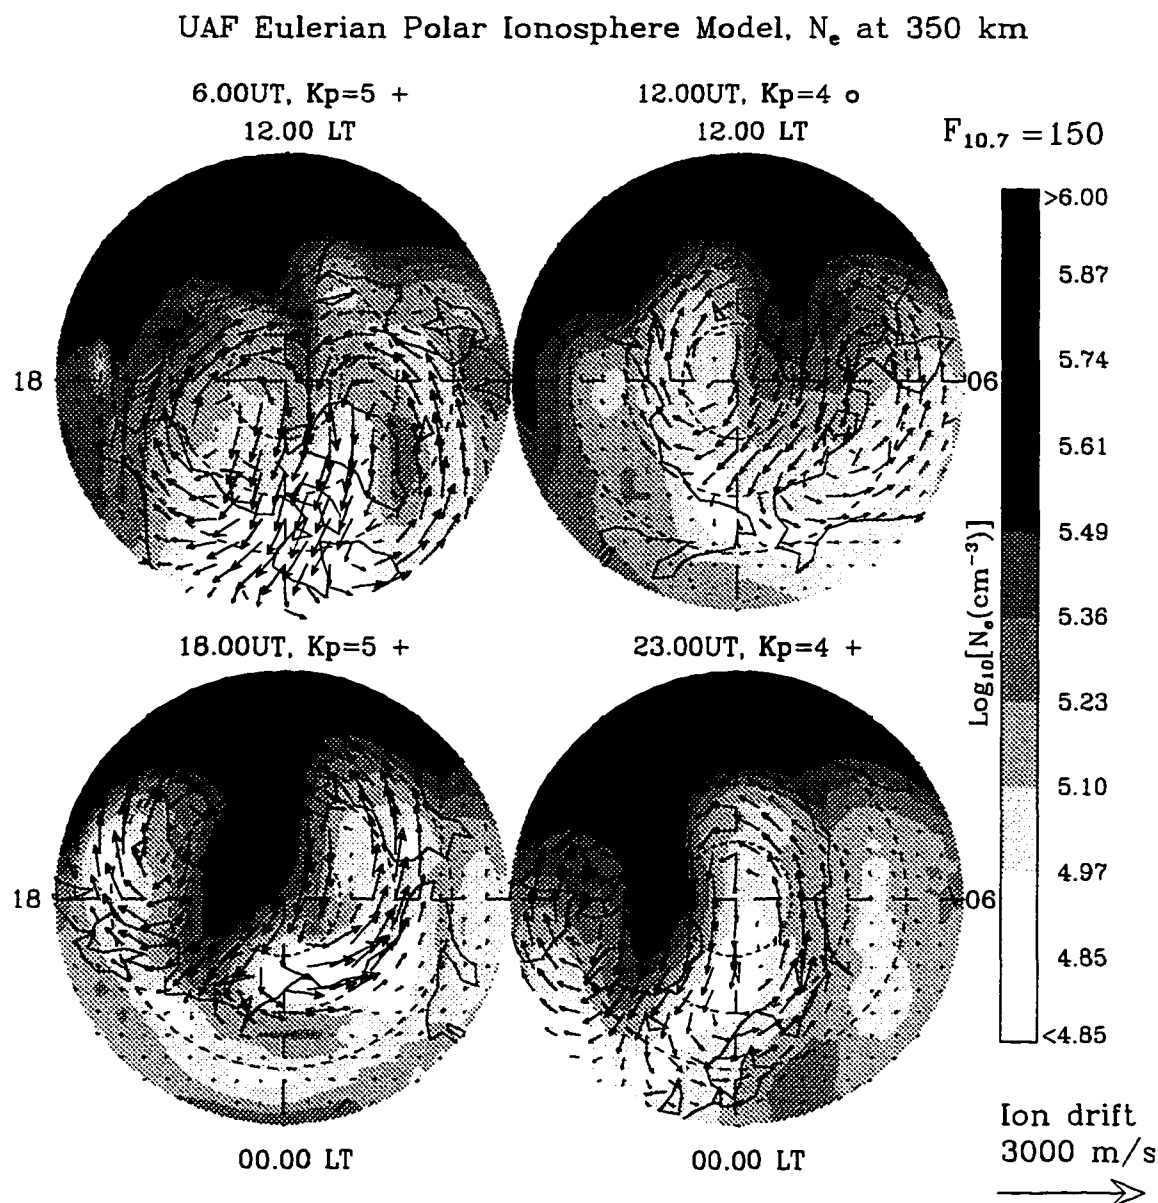 UAF Eulerian Polar Ionosphere Model, Nₑ at 350 km
6.00UT, Kp=5 +
12.00 LT
12.00UT, Kp=4 o
12.00 LT
F₁₀.₇ =150
>6.00
5.87
5.74
5.61
5.49
5.36
5.23
5.10
4.97
4.85
<4.85
Log₁₀[Nₑ(cm⁻³)]
18
06
18.00UT, Kp=5 +
23.00UT, Kp=4 +
18
06
00.00 LT
00.00 LT
Ion drift
3000 m/s